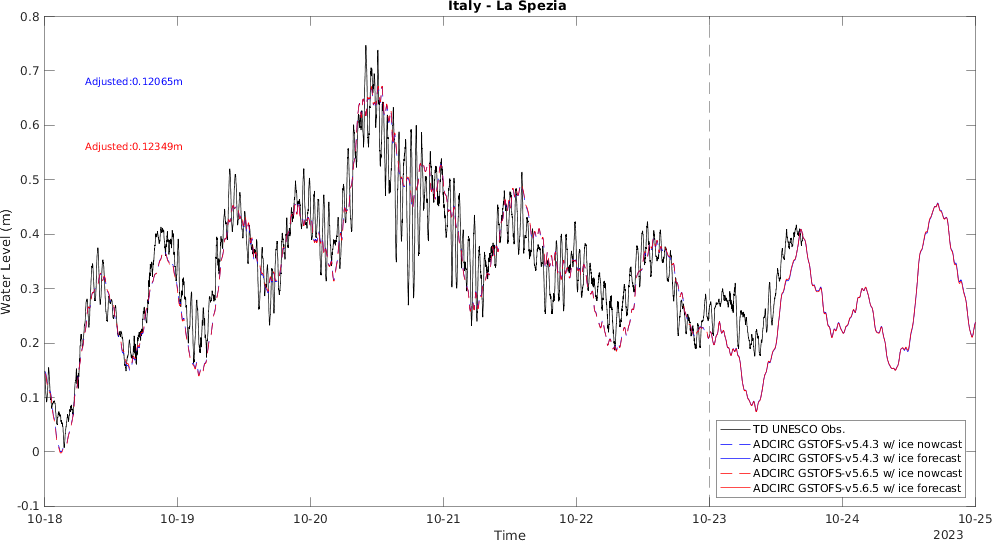 Italy - La Spezia
0.8
0.7
0.6
0.5
0.4
0.3
0.2
0.1
0
-0.1
Water Level (m)
Adjusted:0.12065m
Adjusted:0.12349m
TD UNESCO Obs.
ADCIRC GSTOFS-v5.4.3 w/ ice nowcast
ADCIRC GSTOFS-v5.4.3 w/ ice forecast
ADCIRC GSTOFS-v5.6.5 w/ ice nowcast
ADCIRC GSTOFS-v5.6.5 w/ ice forecast
10-18 10-19 10-20 10-21 10-22 10-23 10-24 10-25
Time
2023